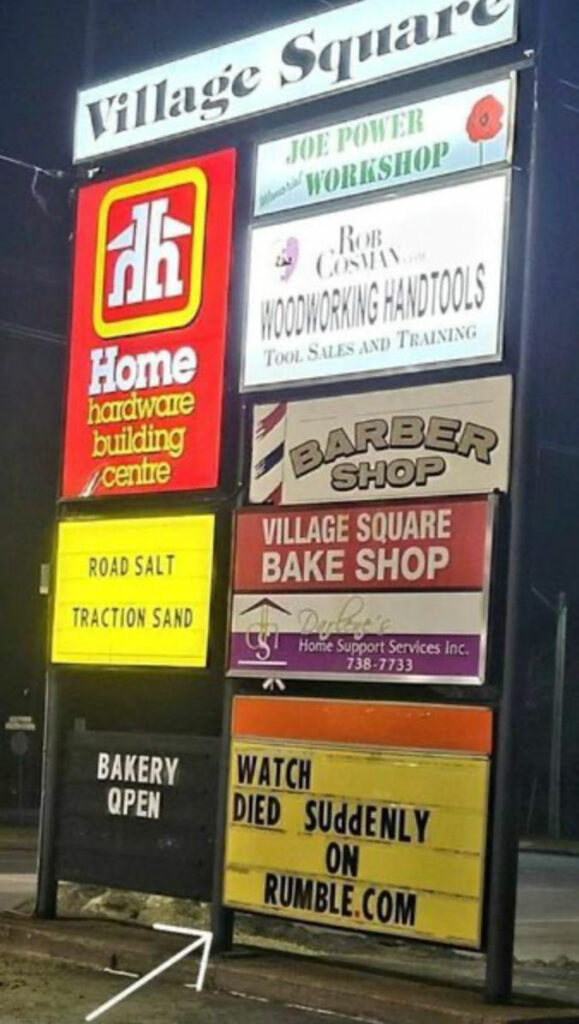 Village Square
JOE POWER
Memorial WORKSHOP
Home
hardware
building
centre
ROB
COSMAN.COM
WOODWORKING HANDTOOLS
TOOL SALES AND TRAINING
BARBER
SHOP
ROAD SALT
TRACTION SAND
VILLAGE SQUARE
BAKE SHOP
Darlene's
Home Support Services Inc.
738-7733
BAKERY
OPEN
WATCH
DIED SUddENLY
ON
RUMBLE.COM